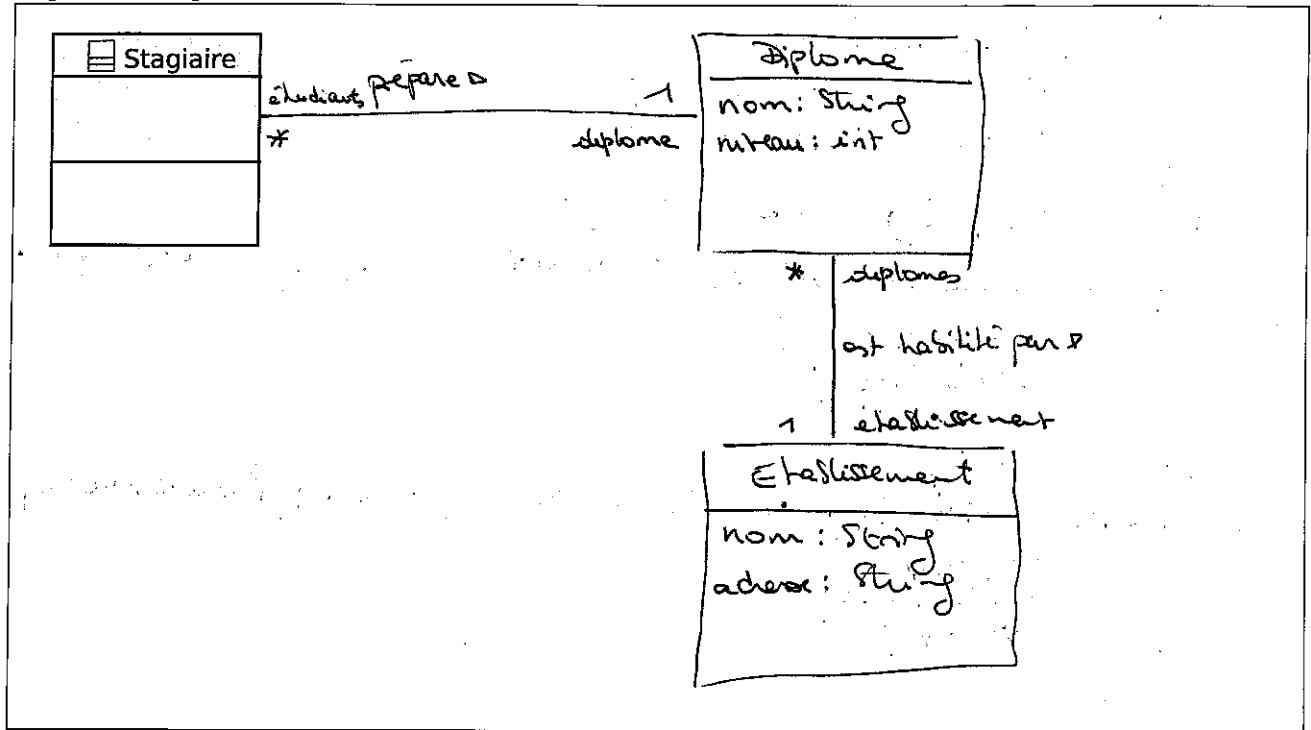 Stagiaire
étudiants prépare ▷
*
1
diplome
Diplome
nom: String
niveau: int
* diplomes
est habilité par ▷
1 établissement
Etablissement
nom: String
adresse: String